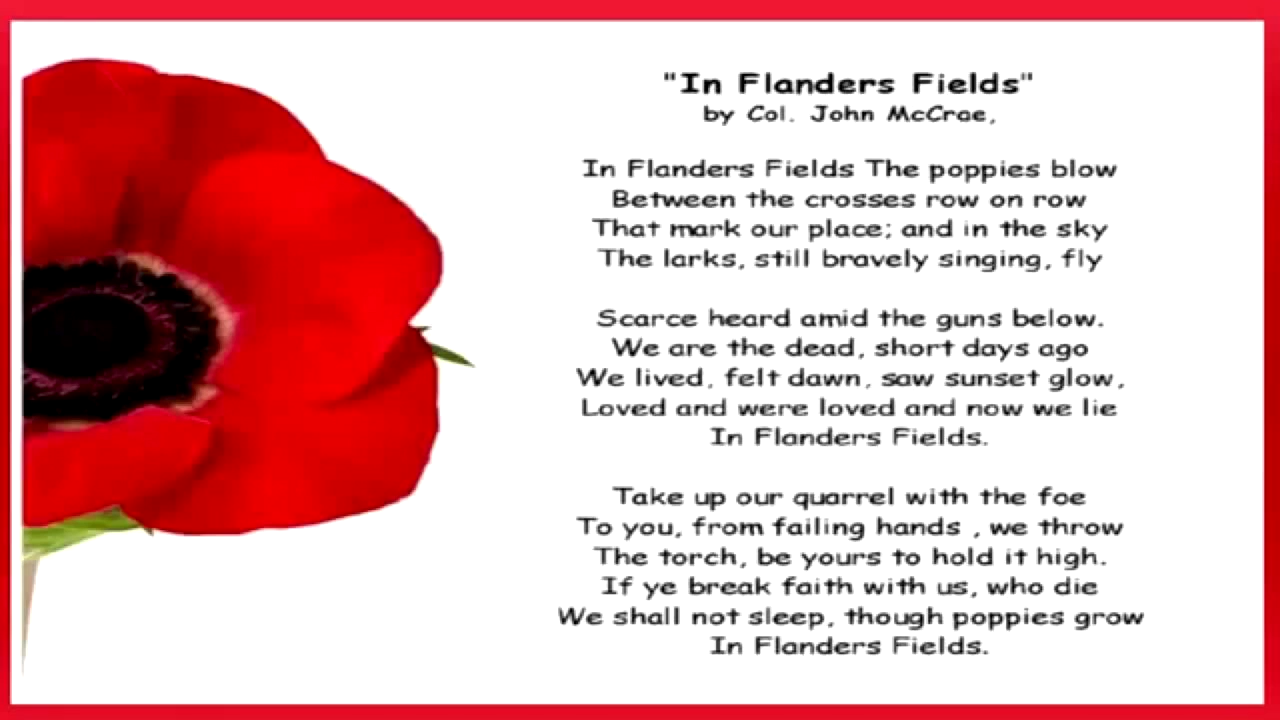 "In Flanders Fields"
by Col. John McCrae,
In Flanders Fields The poppies blow
Between the crosses row on row
That mark our place; and in the sky
The larks, still bravely singing, fly
Scarce heard amid the guns below.
We are the dead, short days ago
We lived, felt dawn, saw sunset glow,
Loved and were loved and now we lie
In Flanders Fields.
Take up our quarrel with the foe
To you, from failing hands , we throw
The torch, be yours to hold it high.
If ye break faith with us, who die
We shall not sleep, though poppies grow
In Flanders Fields.